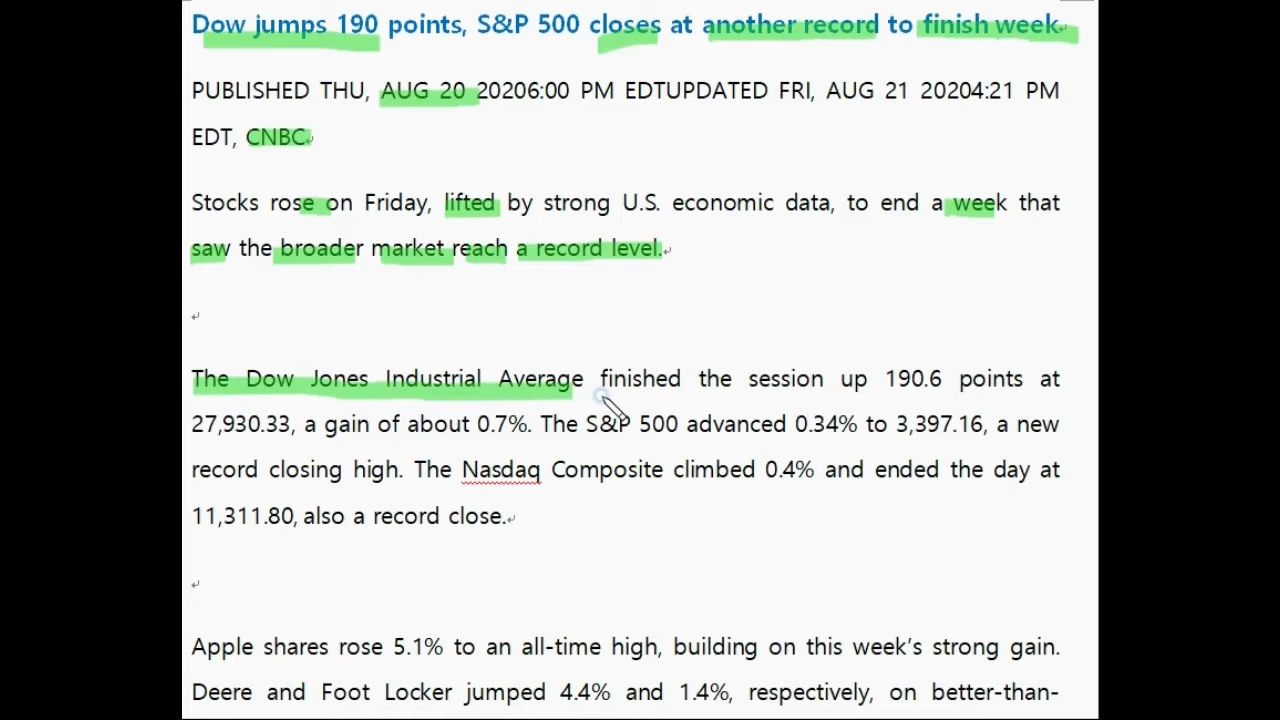 Dow jumps 190 points, S&P 500 closes at another record to finish week
PUBLISHED THU, AUG 20 20206:00 PM EDTUPDATED FRI, AUG 21 20204:21 PM
EDT, CNBC
Stocks rose on Friday, lifted by strong U.S. economic data, to end a week that
saw the broader market reach a record level.
The Dow Jones Industrial Average finished the session up 190.6 points at
27,930.33, a gain of about 0.7%. The S&P 500 advanced 0.34% to 3,397.16, a new
record closing high. The Nasdaq Composite climbed 0.4% and ended the day at
11,311.80, also a record close.
Apple shares rose 5.1% to an all-time high, building on this week’s strong gain.
Deere and Foot Locker jumped 4.4% and 1.4%, respectively, on better-than-